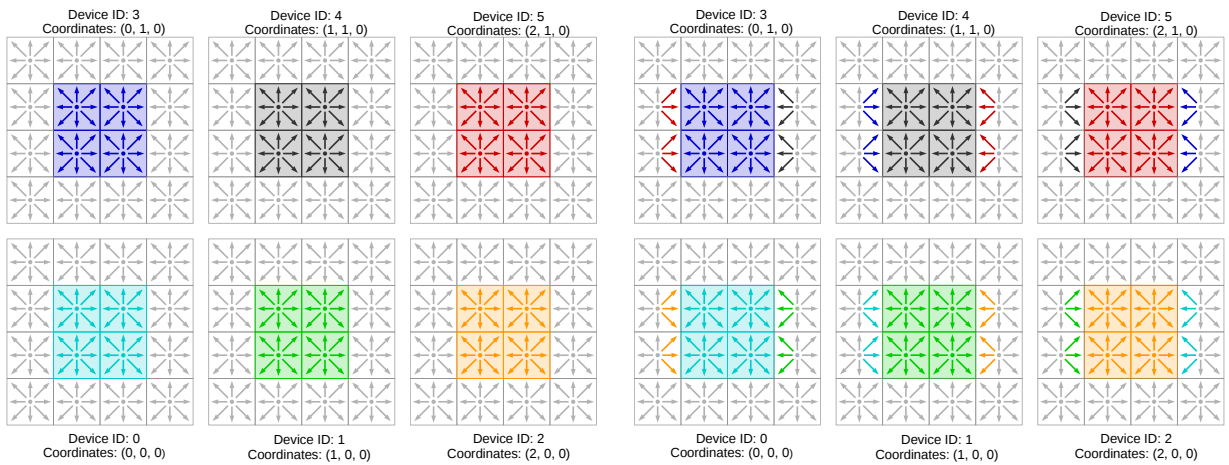 Device ID: 3
Coordinates: (0, 1, 0)
Device ID: 4
Coordinates: (1, 1, 0)
Device ID: 5
Coordinates: (2, 1, 0)
Device ID: 3
Coordinates: (0, 1, 0)
Device ID: 4
Coordinates: (1, 1, 0)
Device ID: 5
Coordinates: (2, 1, 0)
Device ID: 0
Coordinates: (0, 0, 0)
Device ID: 1
Coordinates: (1, 0, 0)
Device ID: 2
Coordinates: (2, 0, 0)
Device ID: 0
Coordinates: (0, 0, 0)
Device ID: 1
Coordinates: (1, 0, 0)
Device ID: 2
Coordinates: (2, 0, 0)